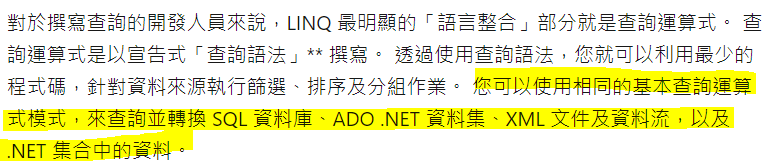 對於撰寫查詢的開發人員來說，LINQ 最明顯的「語言整合」部分就是查詢運算式。 查
詢運算式是以宣告式「查詢語法」** 撰寫。 透過使用查詢語法，您就可以利用最少的
程式碼，針對資料來源執行篩選、排序及分組作業。 您可以使用相同的基本查詢運算
式模式，來查詢並轉換 SQL 資料庫、ADO .NET 資料集、XML 文件及資料流，以及
.NET 集合中的資料。